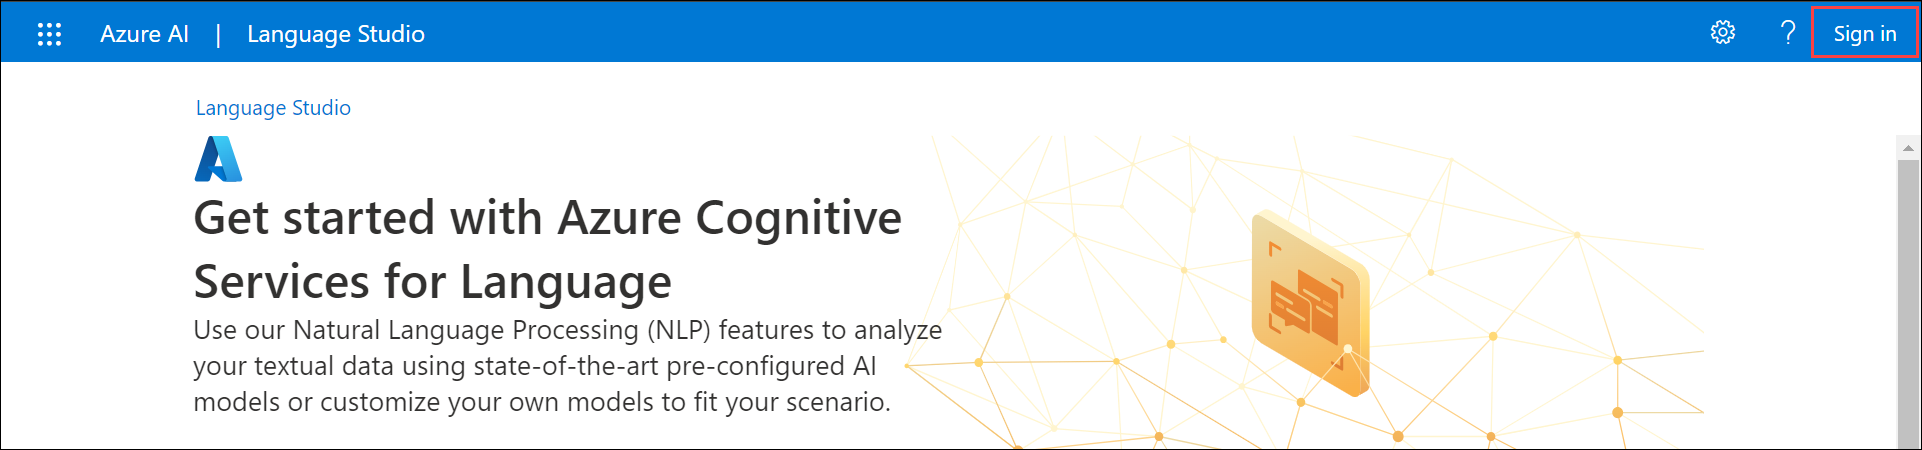 Azure AI | Language Studio ? Sign in
Language Studio
Get started with Azure Cognitive
Services for Language
Use our Natural Language Processing (NLP) features to analyze
your textual data using state-of-the-art pre-configured AI
models or customize your own models to fit your scenario.